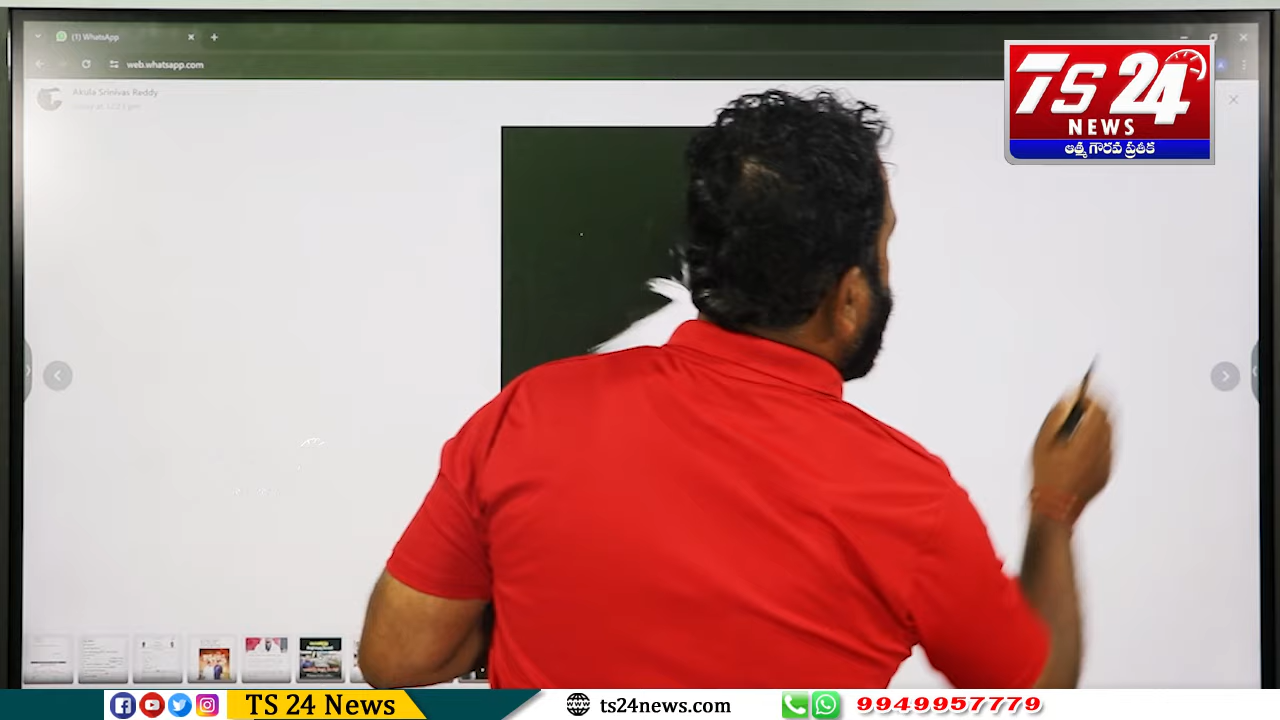 (1) WhatsApp
web.whatsapp.com
Akula Srinivas Reddy
TS 24
NEWS
ఆత్మ గౌరవ ప్రతీక
TS 24 News
ts24news.com
9949957779